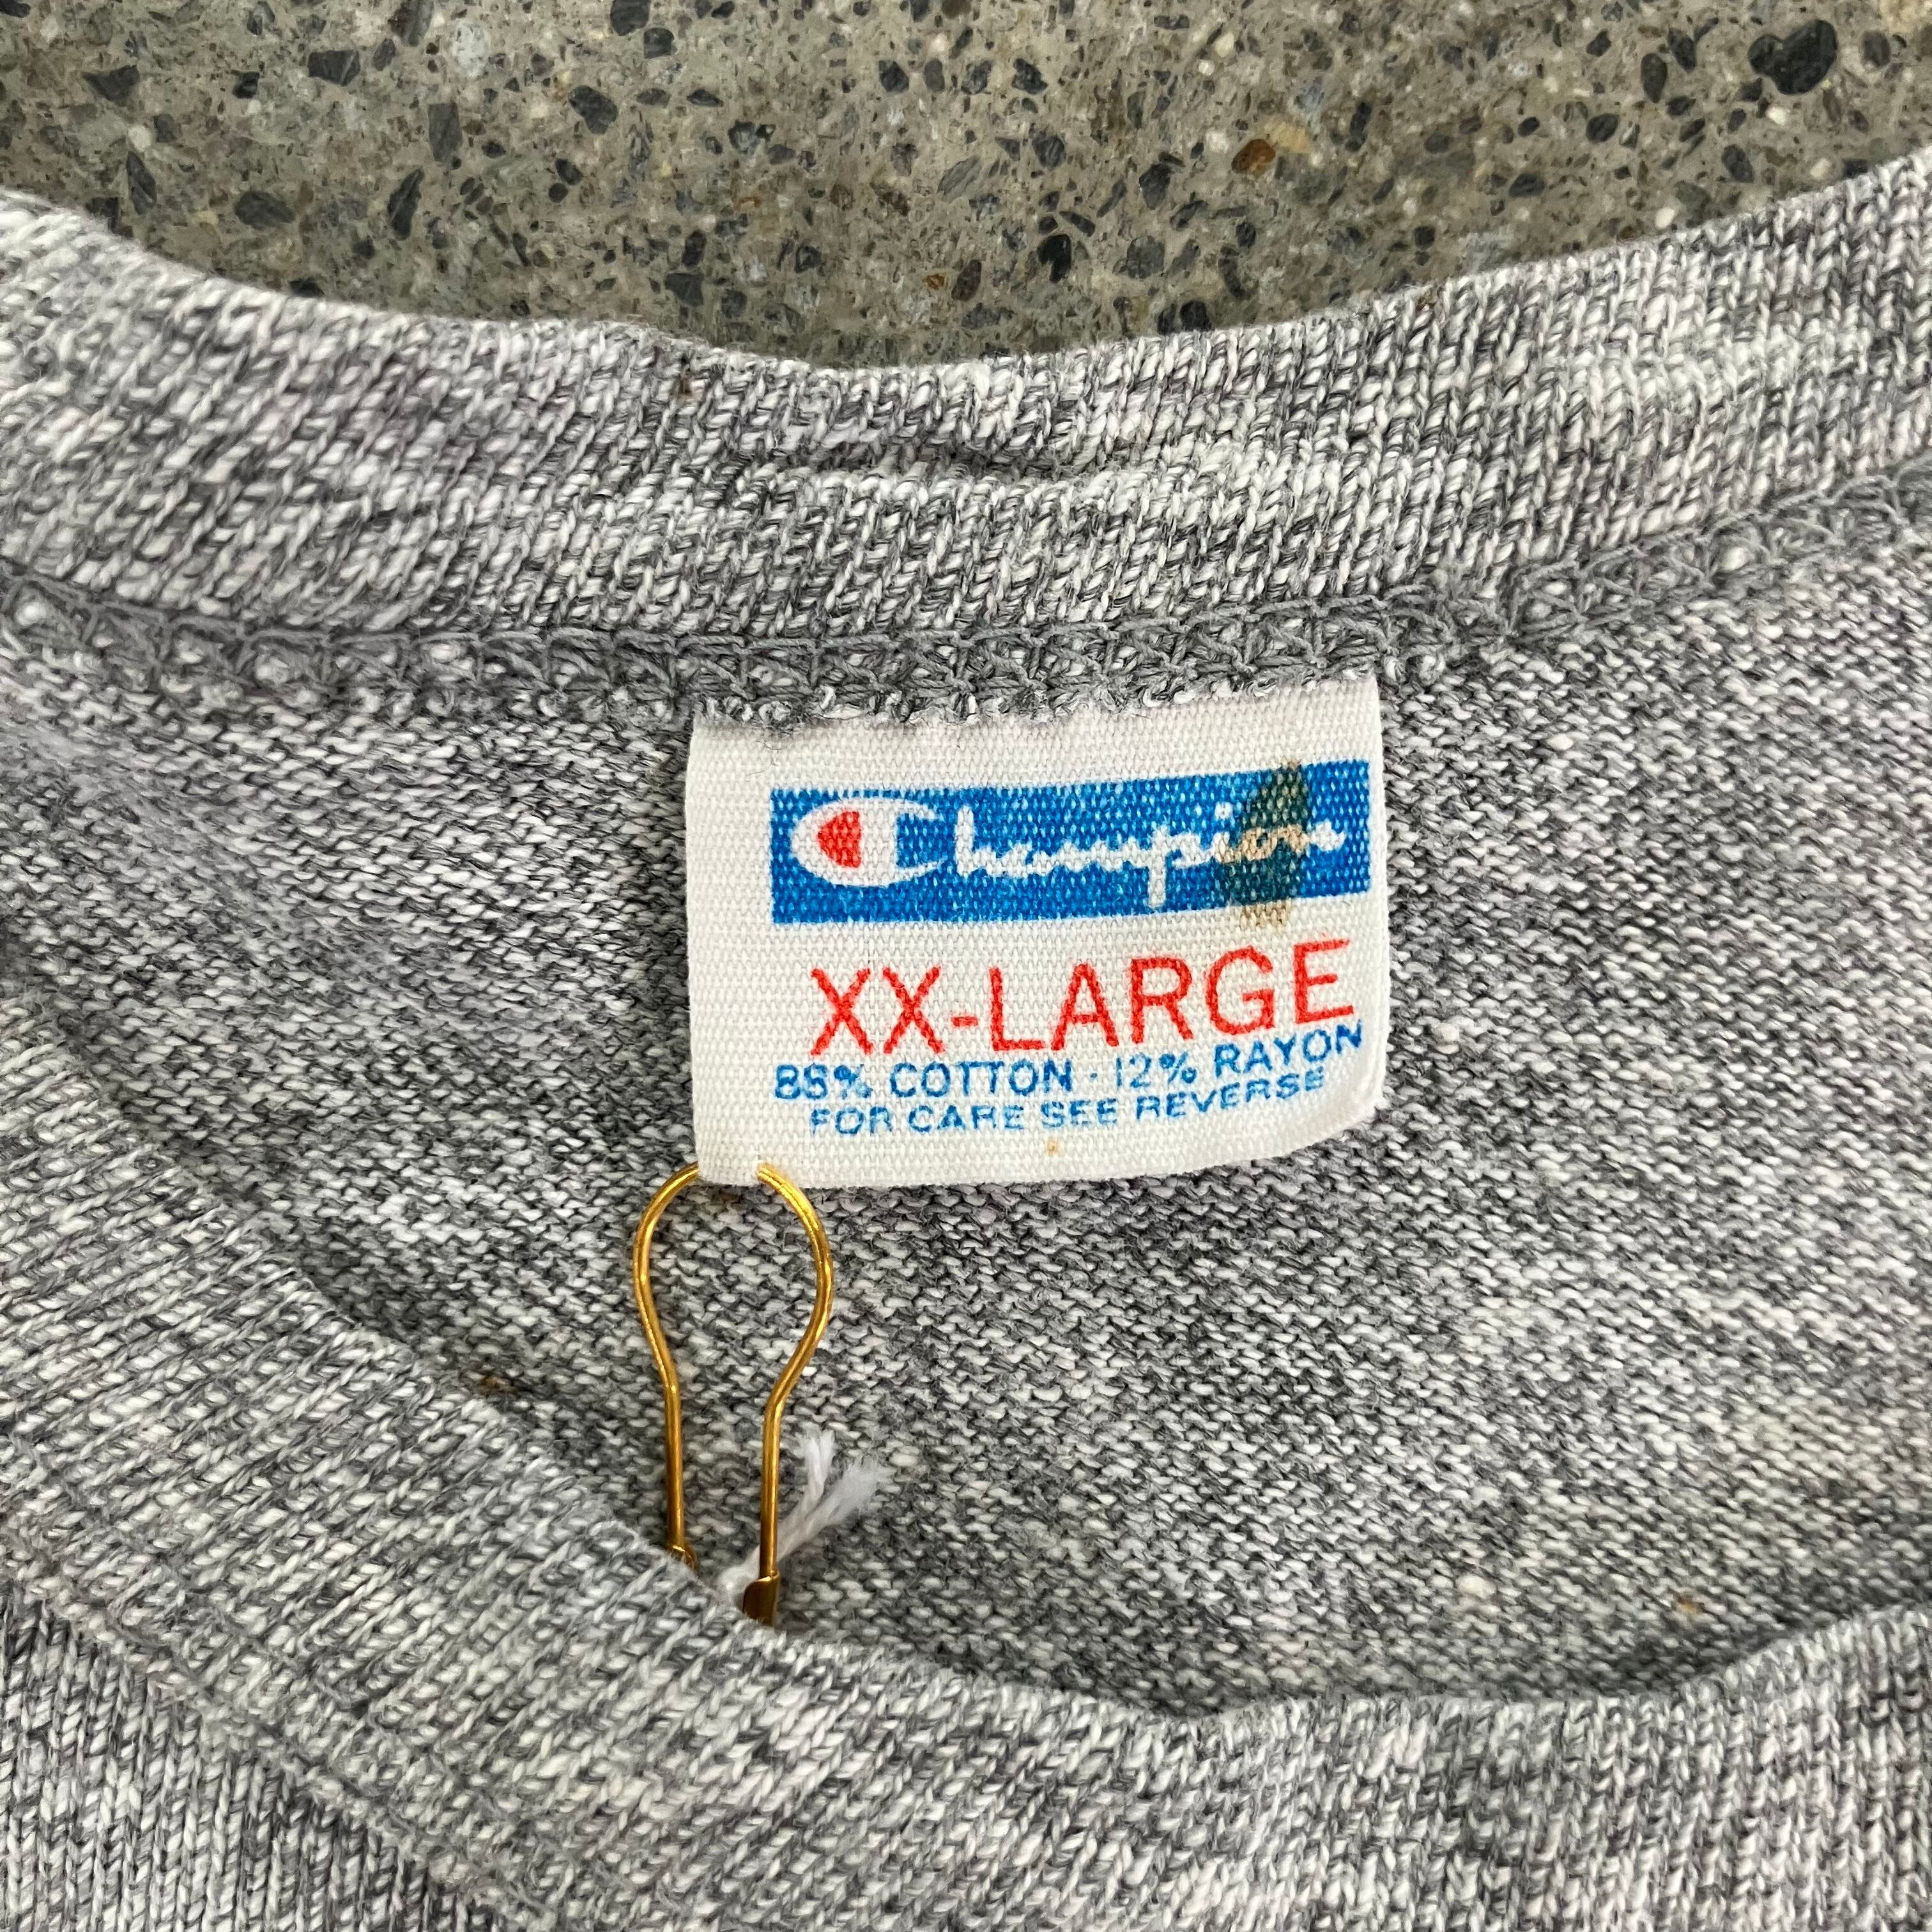 Champion
XX-LARGE
88% COTTON · 12% RAYON
FOR CARE SEE REVERSE